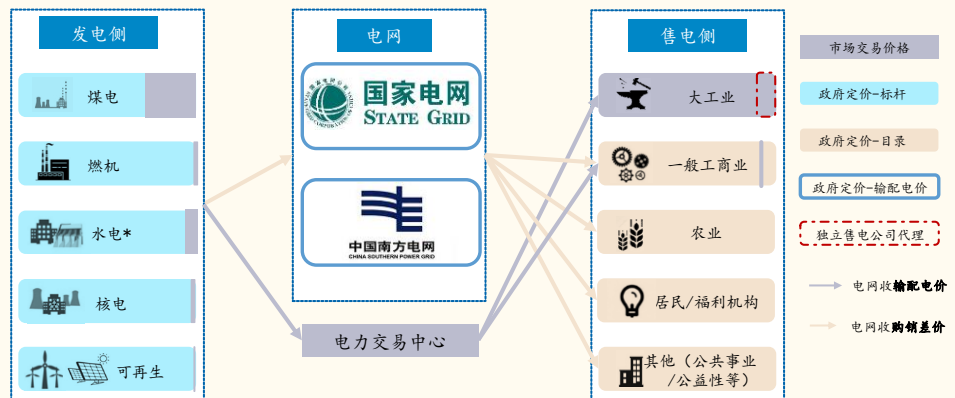 发电侧
煤电
燃机
水电*
核电
可再生
电网
国家电网
STATE GRID
中国南方电网
CHINA SOUTHERN POWER GRID
电力交易中心
售电侧
大工业
一般工商业
农业
居民/福利机构
其他（公共事业
/公益性等）
市场交易价格
政府定价-标杆
政府定价-目录
政府定价-输配电价
独立售电公司代理
电网收输配电价
电网收购销差价